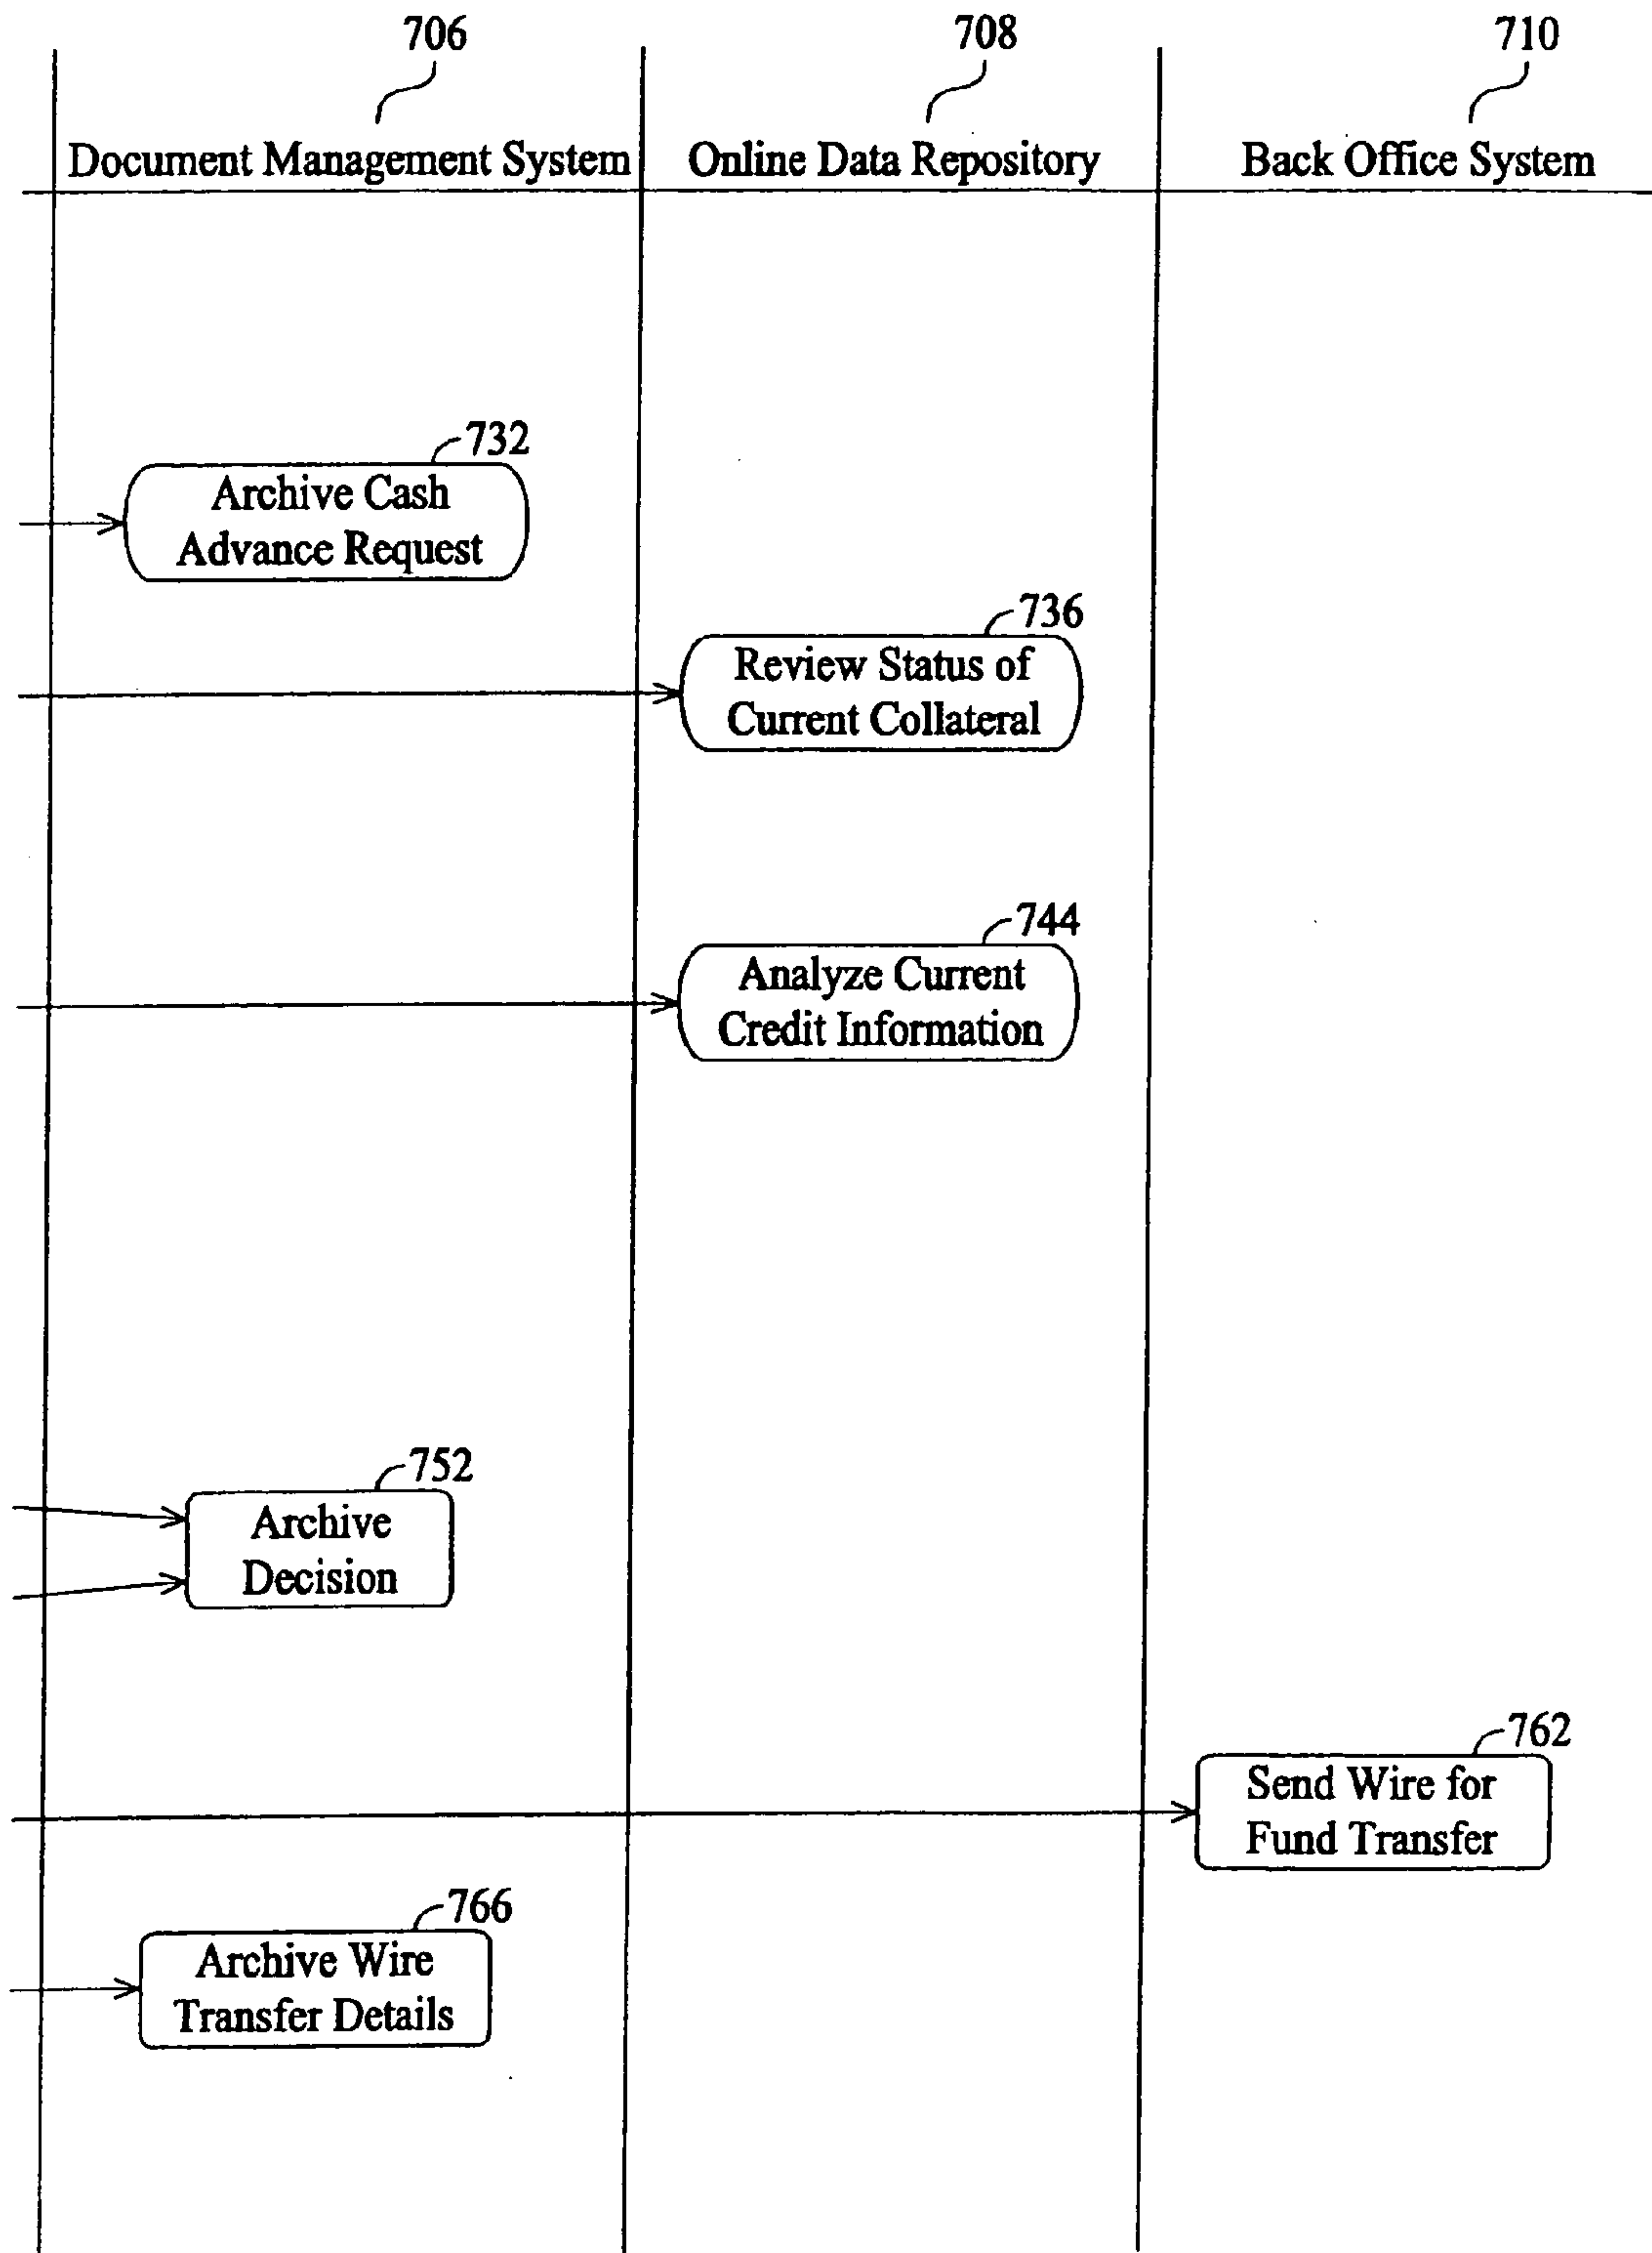 706
708
710
Document Management System
Online Data Repository
Back Office System
732
Archive Cash
Advance Request
736
Review Status of
Current Collateral
744
Analyze Current
Credit Information
752
Archive
Decision
762
Send Wire for
Fund Transfer
766
Archive Wire
Transfer Details